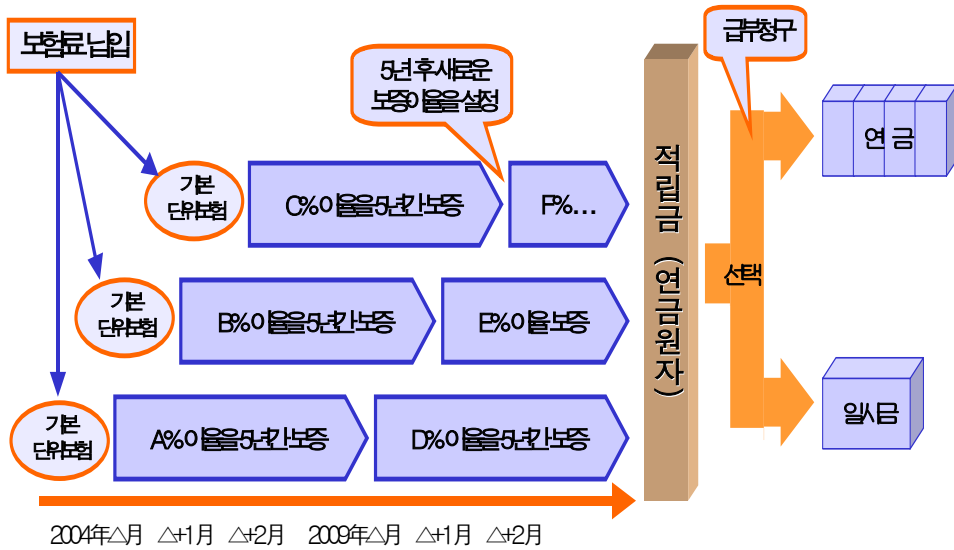 보험료 납입
급부청구
5년 후 새로운
보증이율을 설정
기본
단위보험
C% 이율을 5년간 보증
F% …
연 금
적립금 (연금원자)
선택
기본
단위보험
B% 이율을 5년간 보증
E% 이율 보증
기본
단위보험
A% 이율을 5년간 보증
D% 이율을 5년간 보증
일시금
2004年△月 △+1月 △+2月 2009年△月 △+1月 △+2月